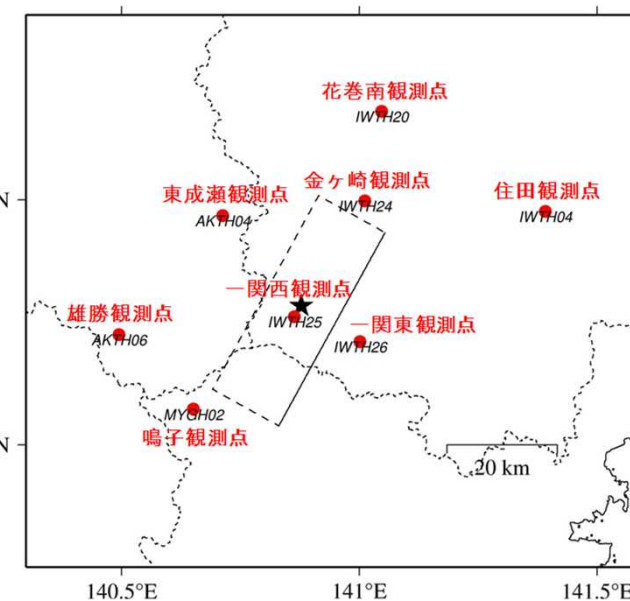 花巻南観測点
IWTH20
金ヶ崎観測点
IWTH24
東成瀬観測点
AKTH04
住田観測点
IWTH04
N
一関西観測点
IWTH25
雄勝観測点
AKTH06
一関東観測点
IWTH26
MYGH02
鳴子観測点
N
20 km
140.5°E
141°E
141.5°E